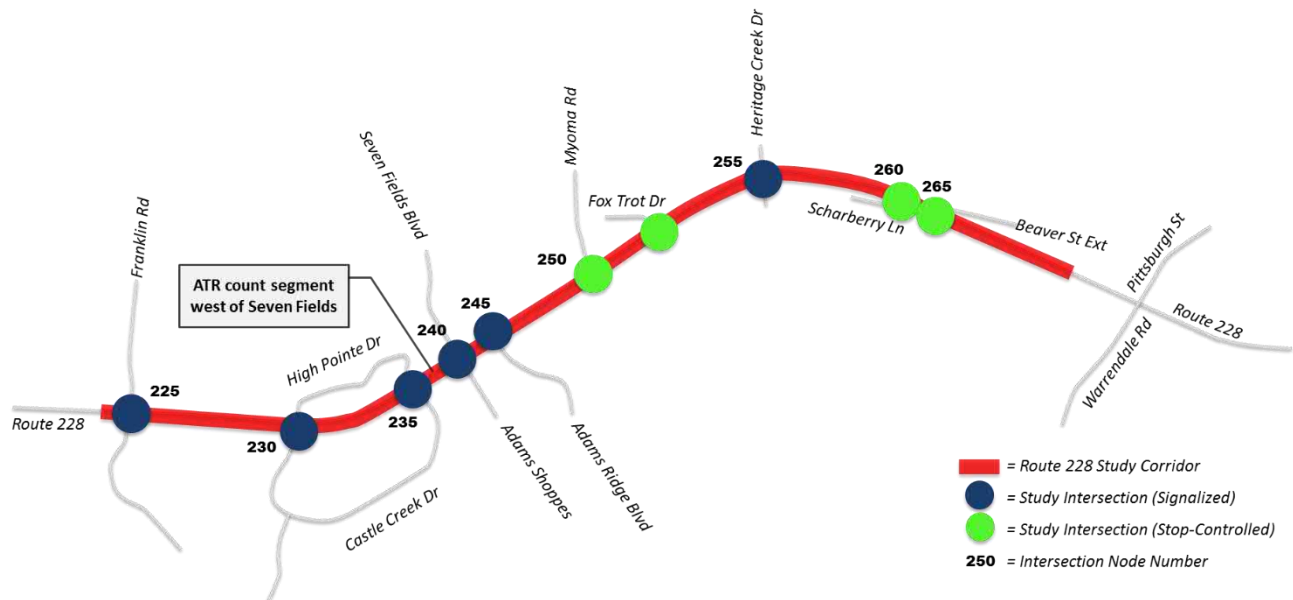 Heritage Creek Dr
Myoma Rd
Seven Fields Blvd
Franklin Rd
255
260
265
Fox Trot Dr
Scharberry Ln
Beaver St Ext
Pittsburgh St
250
ATR count segment
west of Seven Fields
245
240
High Pointe Dr
Route 228
Warrendale Rd
225
Route 228
230
235
Adams Shoppes
Adams Ridge Blvd
Castle Creek Dr
= Route 228 Study Corridor
= Study Intersection (Signalized)
= Study Intersection (Stop-Controlled)
250 = Intersection Node Number